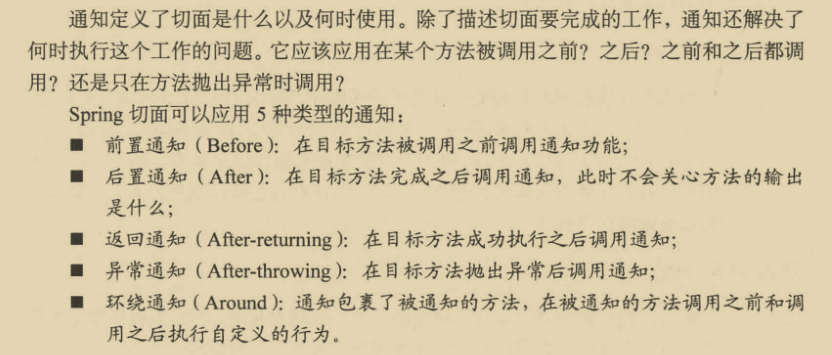 通知定义了切面是什么以及何时使用。除了描述切面要完成的工作，通知还解决了
何时执行这个工作的问题。它应该应用在某个方法被调用之前？之后？之前和之后都调
用？还是只在方法抛出异常时调用？
Spring 切面可以应用 5 种类型的通知：
■ 前置通知（Before）：在目标方法被调用之前调用通知功能；
■ 后置通知（After）：在目标方法完成之后调用通知，此时不会关心方法的输出
是什么；
■ 返回通知（After-returning）：在目标方法成功执行之后调用通知；
■ 异常通知（After-throwing）：在目标方法抛出异常后调用通知；
■ 环绕通知（Around）：通知包裹了被通知的方法，在被通知的方法调用之前和调
用之后执行自定义的行为。